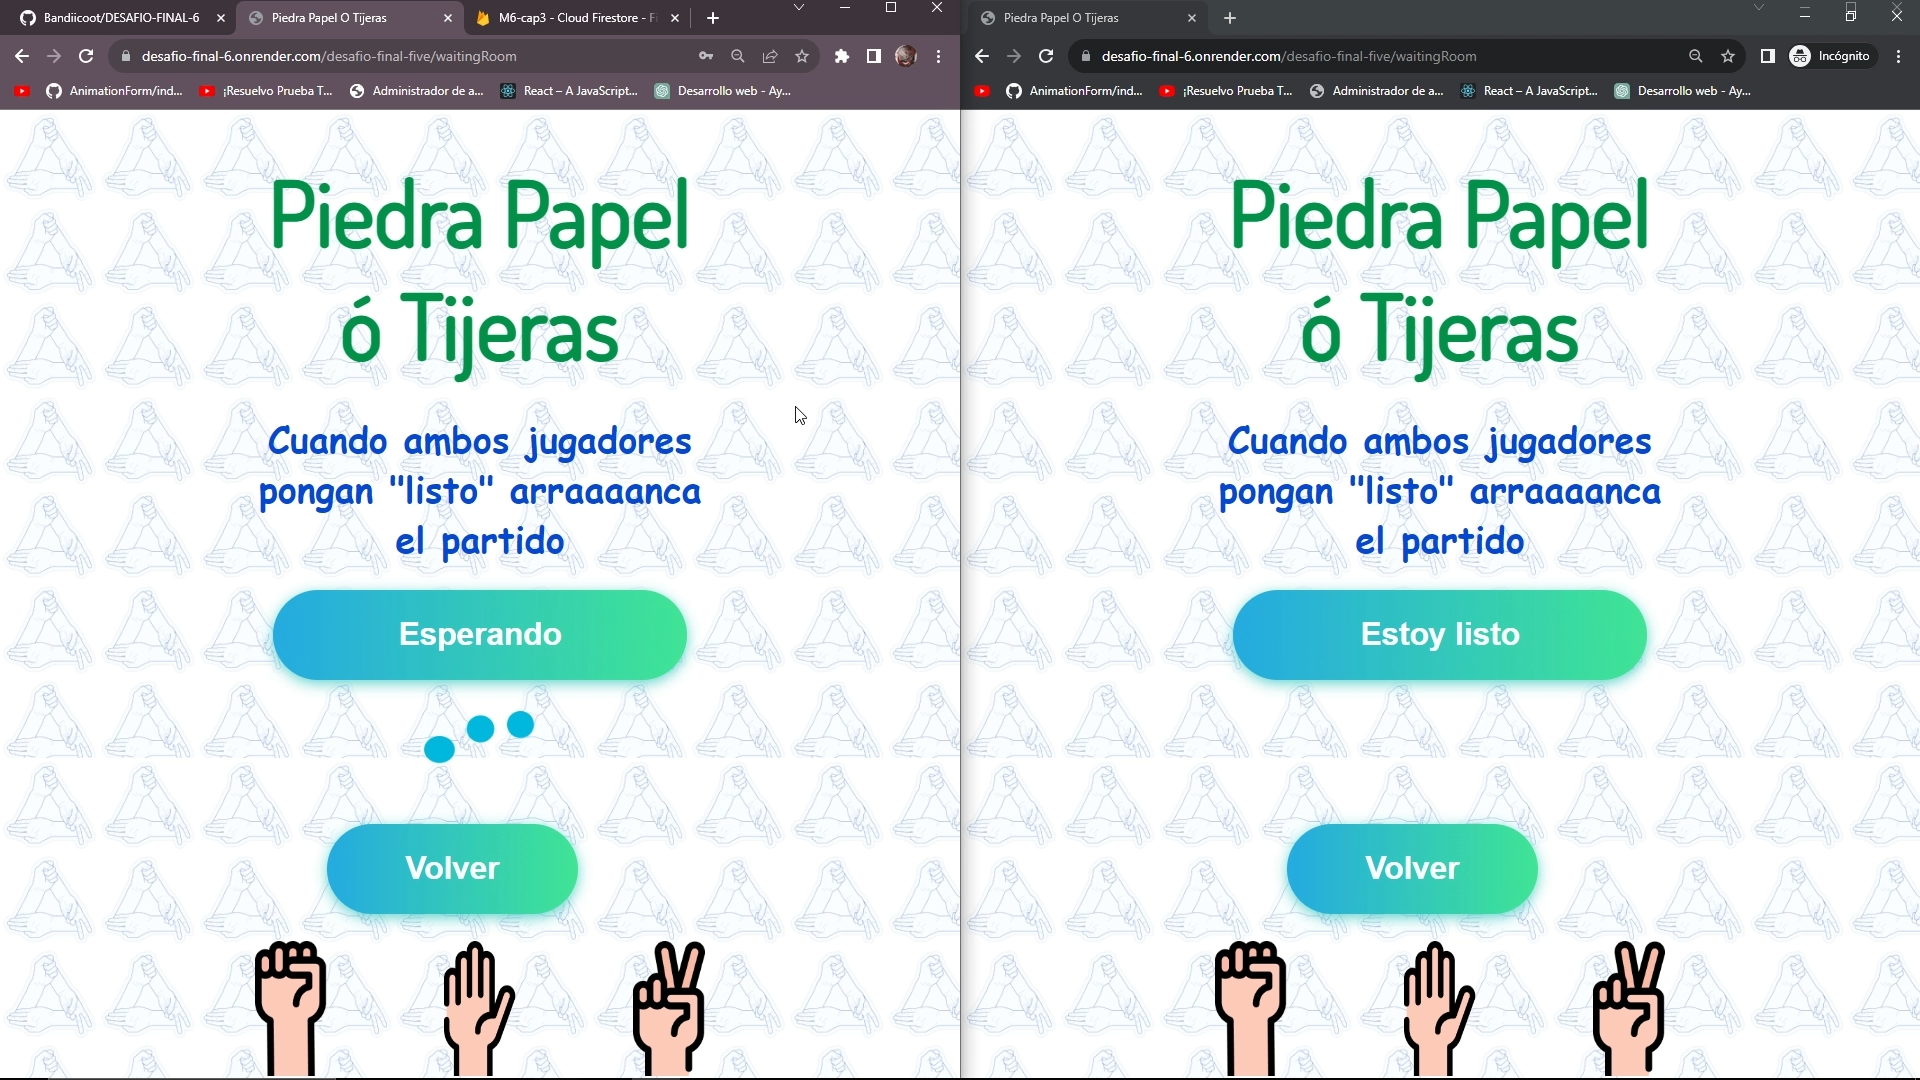 Bandiicoot/DESAFIO-FINAL-6
Piedra Papel O Tijeras
M6-cap3 - Cloud Firestore -
desafio-final-6.onrender.com/desafio-final-five/waitingRoom
AnimationForm/ind...
¡Resuelvo Prueba T...
Administrador de a...
React – A JavaScript...
Desarrollo web - Ay...
Piedra Papel
ó Tijeras
Cuando ambos jugadores
pongan "listo" arraaaanca
el partido
Esperando
Volver
Piedra Papel O Tijeras
desafio-final-6.onrender.com/desafio-final-five/waitingRoom
Incógnito
AnimationForm/ind...
¡Resuelvo Prueba T...
Administrador de a...
React – A JavaScript...
Desarrollo web - Ay...
Piedra Papel
ó Tijeras
Cuando ambos jugadores
pongan "listo" arraaaanca
el partido
Estoy listo
Volver